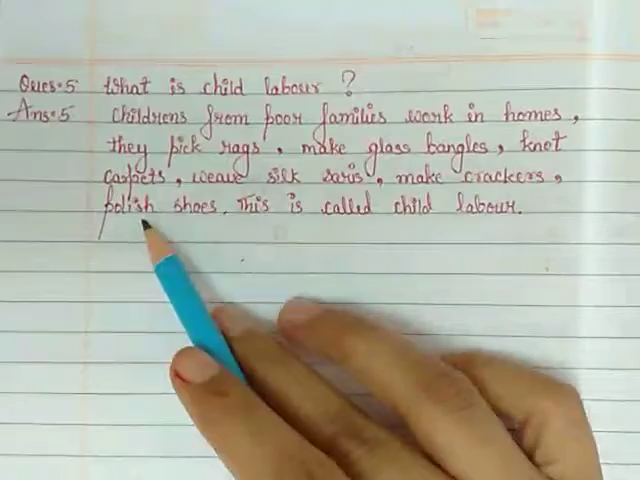 Ques:5 What is child labour ?
Ans:5 Childrens from poor families work in homes,
they pick rags, make glass bangles, knot
carpets, weave silk saris, make crackers,
polish shoes. This is called child labour.